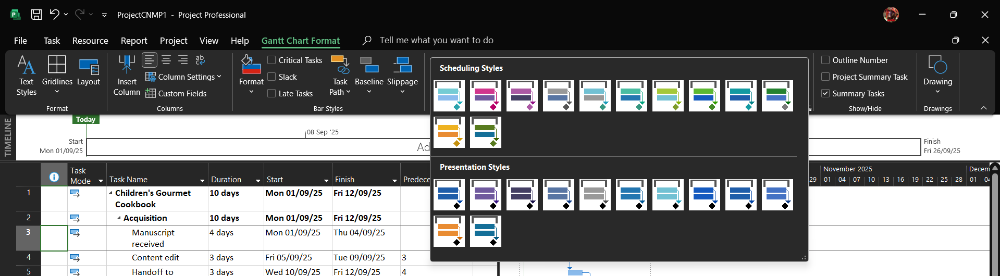 ProjectCNMP1 - Project Professional
File Task Resource Report Project View Help Gantt Chart Format Tell me what you want to do
Text Styles
Gridlines
Layout
Format
Insert Column
Column Settings
Custom Fields
Columns
Format
Critical Tasks
Slack
Late Tasks
Task Path
Baseline
Slippage
Bar Styles
Scheduling Styles
Presentation Styles
Outline Number
Project Summary Task
Summary Tasks
Show/Hide
Drawing
Drawings
TIMELINE
Today
08 Sep '25
Start
Mon 01/09/25
Ad
Finish
Fri 26/09/25
Task Mode Task Name Duration Start Finish Predece
November 2025 Decem
29 01 04 07 10 13 16 19 22 25 28 01 04
1 Children's Gourmet Cookbook 10 days Mon 01/09/25 Fri 12/09/25
2 Acquisition 10 days Mon 01/09/25 Fri 12/09/25
3 Manuscript received 4 days Mon 01/09/25 Thu 04/09/25
4 Content edit 3 days Fri 05/09/25 Tue 09/09/25 3
5 Handoff to 3 days Wed 10/09/25 Fri 12/09/25 4